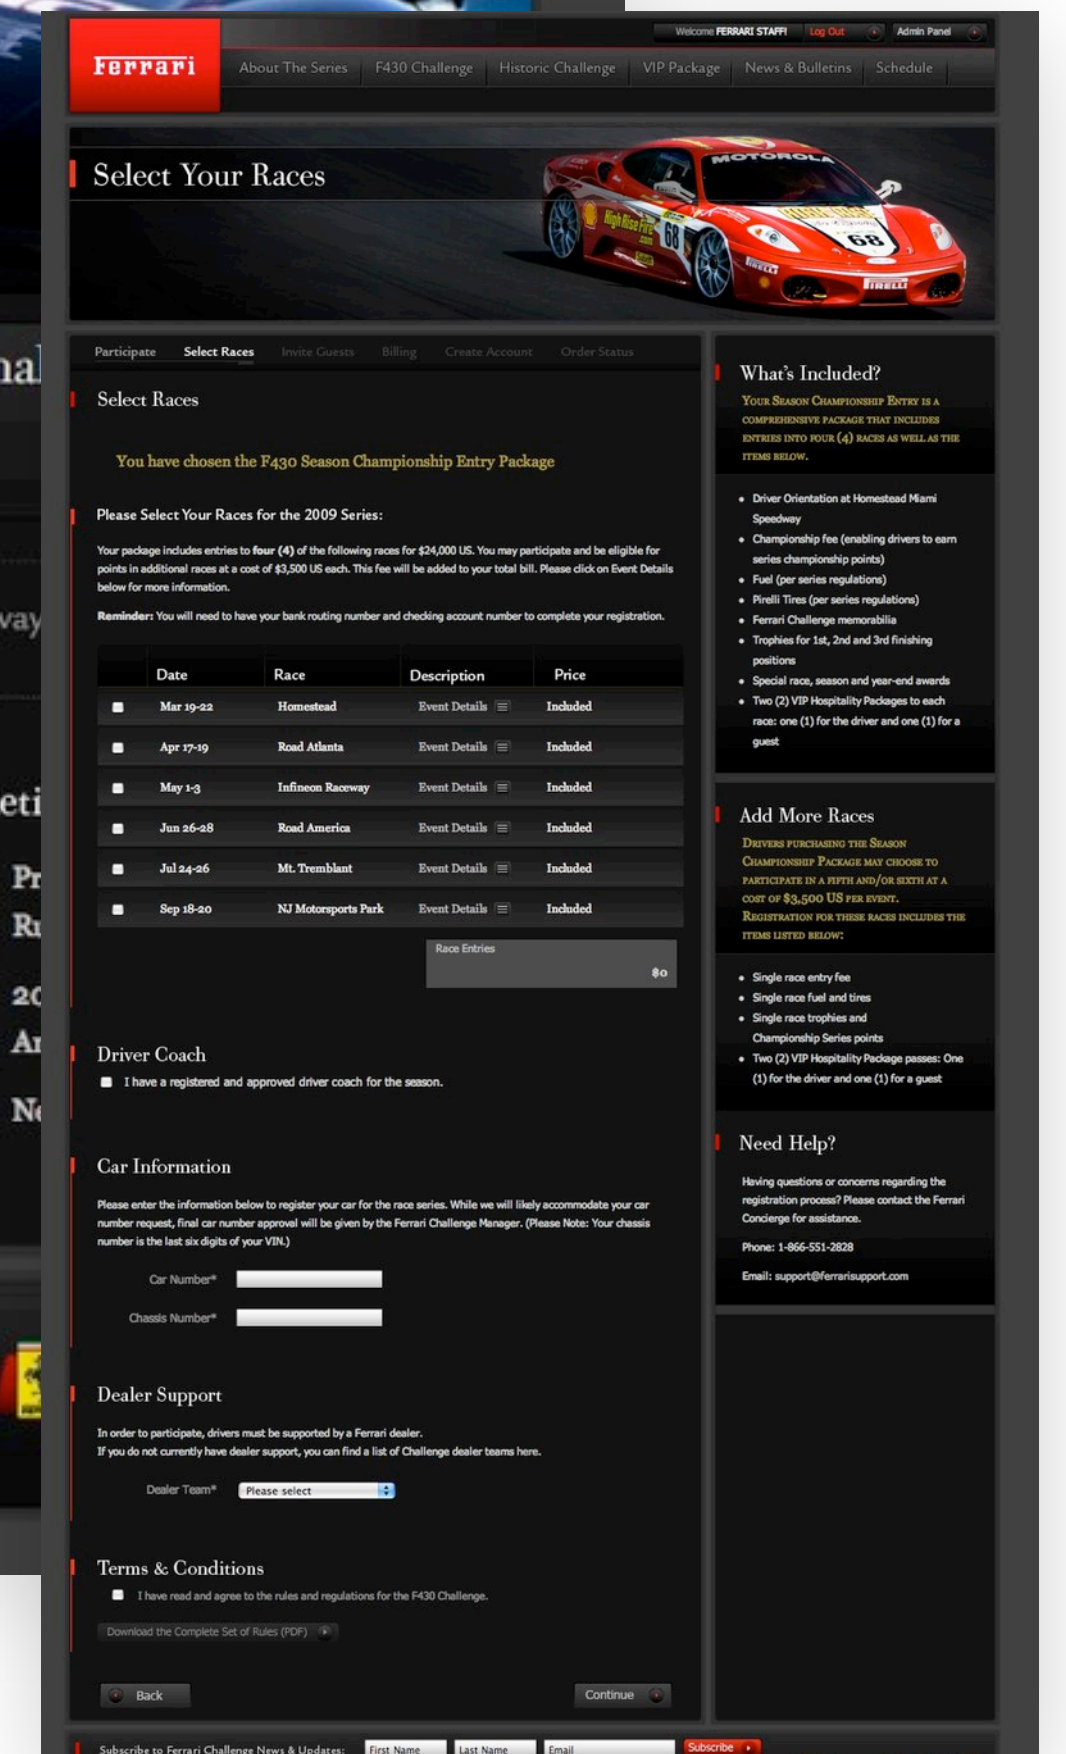 Welcome FERRARI STAFF! Log Out Admin Panel
Ferrari
About The Series F430 Challenge Historic Challenge VIP Package News & Bulletins Schedule
Select Your Races
MOTOROLA
High Rise Fire
.com
68
68
PIRELLI
PIRELLI
Participate Select Races Invite Guests Billing Create Account Order Status
Select Races
You have chosen the F430 Season Championship Entry Package
Please Select Your Races for the 2009 Series:
Your package includes entries to four (4) of the following races for $24,000 US. You may participate and be eligible for
points in additional races at a cost of $3,500 US each. This fee will be added to your total bill. Please click on Event Details
below for more information.
Reminder: You will need to have your bank routing number and checking account number to complete your registration.
Date Race Description Price
Mar 19-22 Homestead Event Details Included
Apr 17-19 Road Atlanta Event Details Included
May 1-3 Infineon Raceway Event Details Included
Jun 26-28 Road America Event Details Included
Jul 24-26 Mt. Tremblant Event Details Included
Sep 18-20 NJ Motorsports Park Event Details Included
Race Entries
$0
Driver Coach
I have a registered and approved driver coach for the season.
Car Information
Please enter the information below to register your car for the race series. While we will likely accommodate your car
number request, final car number approval will be given by the Ferrari Challenge Manager. (Please Note: Your chassis
number is the last six digits of your VIN.)
Car Number*
Chassis Number*
Dealer Support
In order to participate, drivers must be supported by a Ferrari dealer.
If you do not currently have dealer support, you can find a list of Challenge dealer teams here.
Dealer Team* Please select
Terms & Conditions
I have read and agree to the rules and regulations for the F430 Challenge.
Download the Complete Set of Rules (PDF)
Back Continue
What's Included?
Your Season Championship Entry is a
comprehensive package that includes
entries into four (4) races as well as the
items below.
Driver Orientation at Homestead Miami
Speedway
Championship fee (enabling drivers to earn
series championship points)
Fuel (per series regulations)
Pirelli Tires (per series regulations)
Ferrari Challenge memorabilia
Trophies for 1st, 2nd and 3rd finishing
positions
Special race, season and year-end awards
Two (2) VIP Hospitality Packages to each
race: one (1) for the driver and one (1) for a
guest
Add More Races
Drivers purchasing the Season
Championship Package may choose to
participate in a fifth and/or sixth at a
cost of $3,500 US per event.
Registration for these races includes the
items listed below:
Single race entry fee
Single race fuel and tires
Single race trophies and
Championship Series points
Two (2) VIP Hospitality Package passes: One
(1) for the driver and one (1) for a guest
Need Help?
Having questions or concerns regarding the
registration process? Please contact the Ferrari
Concierge for assistance.
Phone: 1-866-551-2828
Email: support@ferrarisupport.com
Subscribe to Ferrari Challenge News & Updates: First Name Last Name Email Subscribe